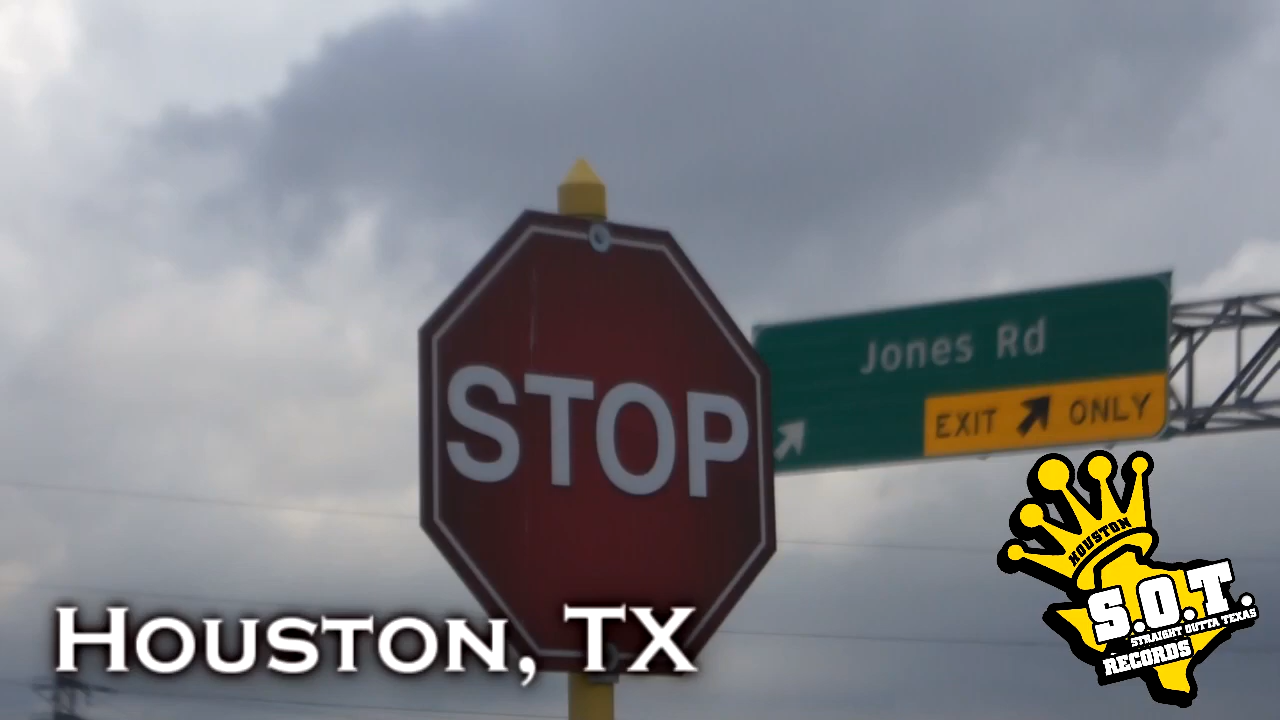 Jones Rd
EXIT ONLY
STOP
HOUSTON, TX
HOUSTON
S.O.T.
STRAIGHT OUTTA TEXAS
RECORDS